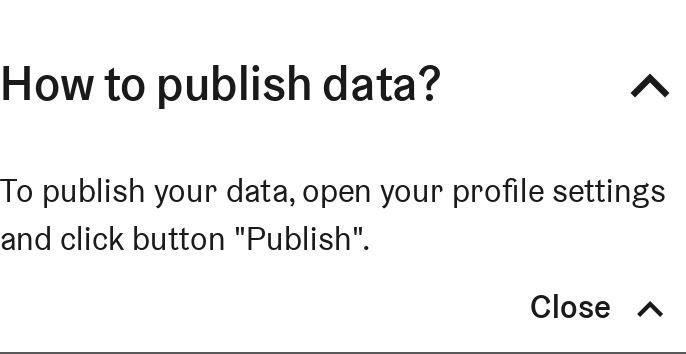 How to publish data?
To publish your data, open your profile settings
and click button "Publish".
Close